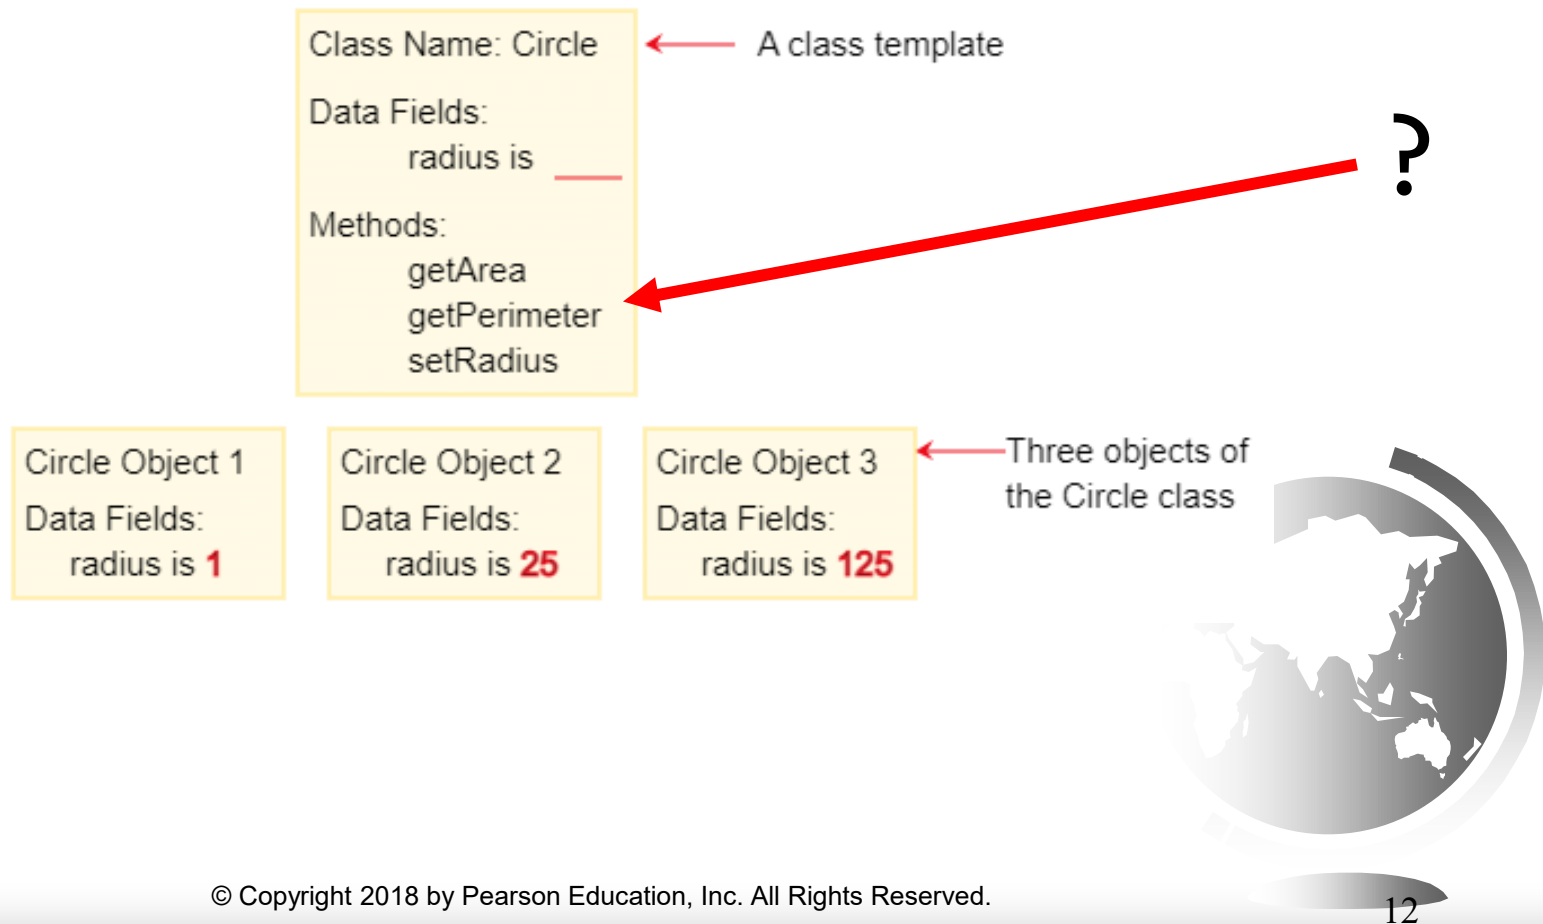 Class Name: Circle
A class template
Data Fields:
radius is ____
?
Methods:
getArea
getPerimeter
setRadius
Circle Object 1
Data Fields:
radius is 1
Circle Object 2
Data Fields:
radius is 25
Circle Object 3
Data Fields:
radius is 125
Three objects of
the Circle class
© Copyright 2018 by Pearson Education, Inc. All Rights Reserved.
12